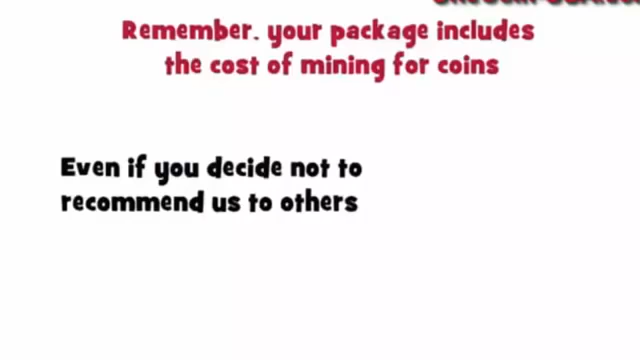 Remember. your package includes
the cost of mining for coins
Even if you decide not to
recommend us to others